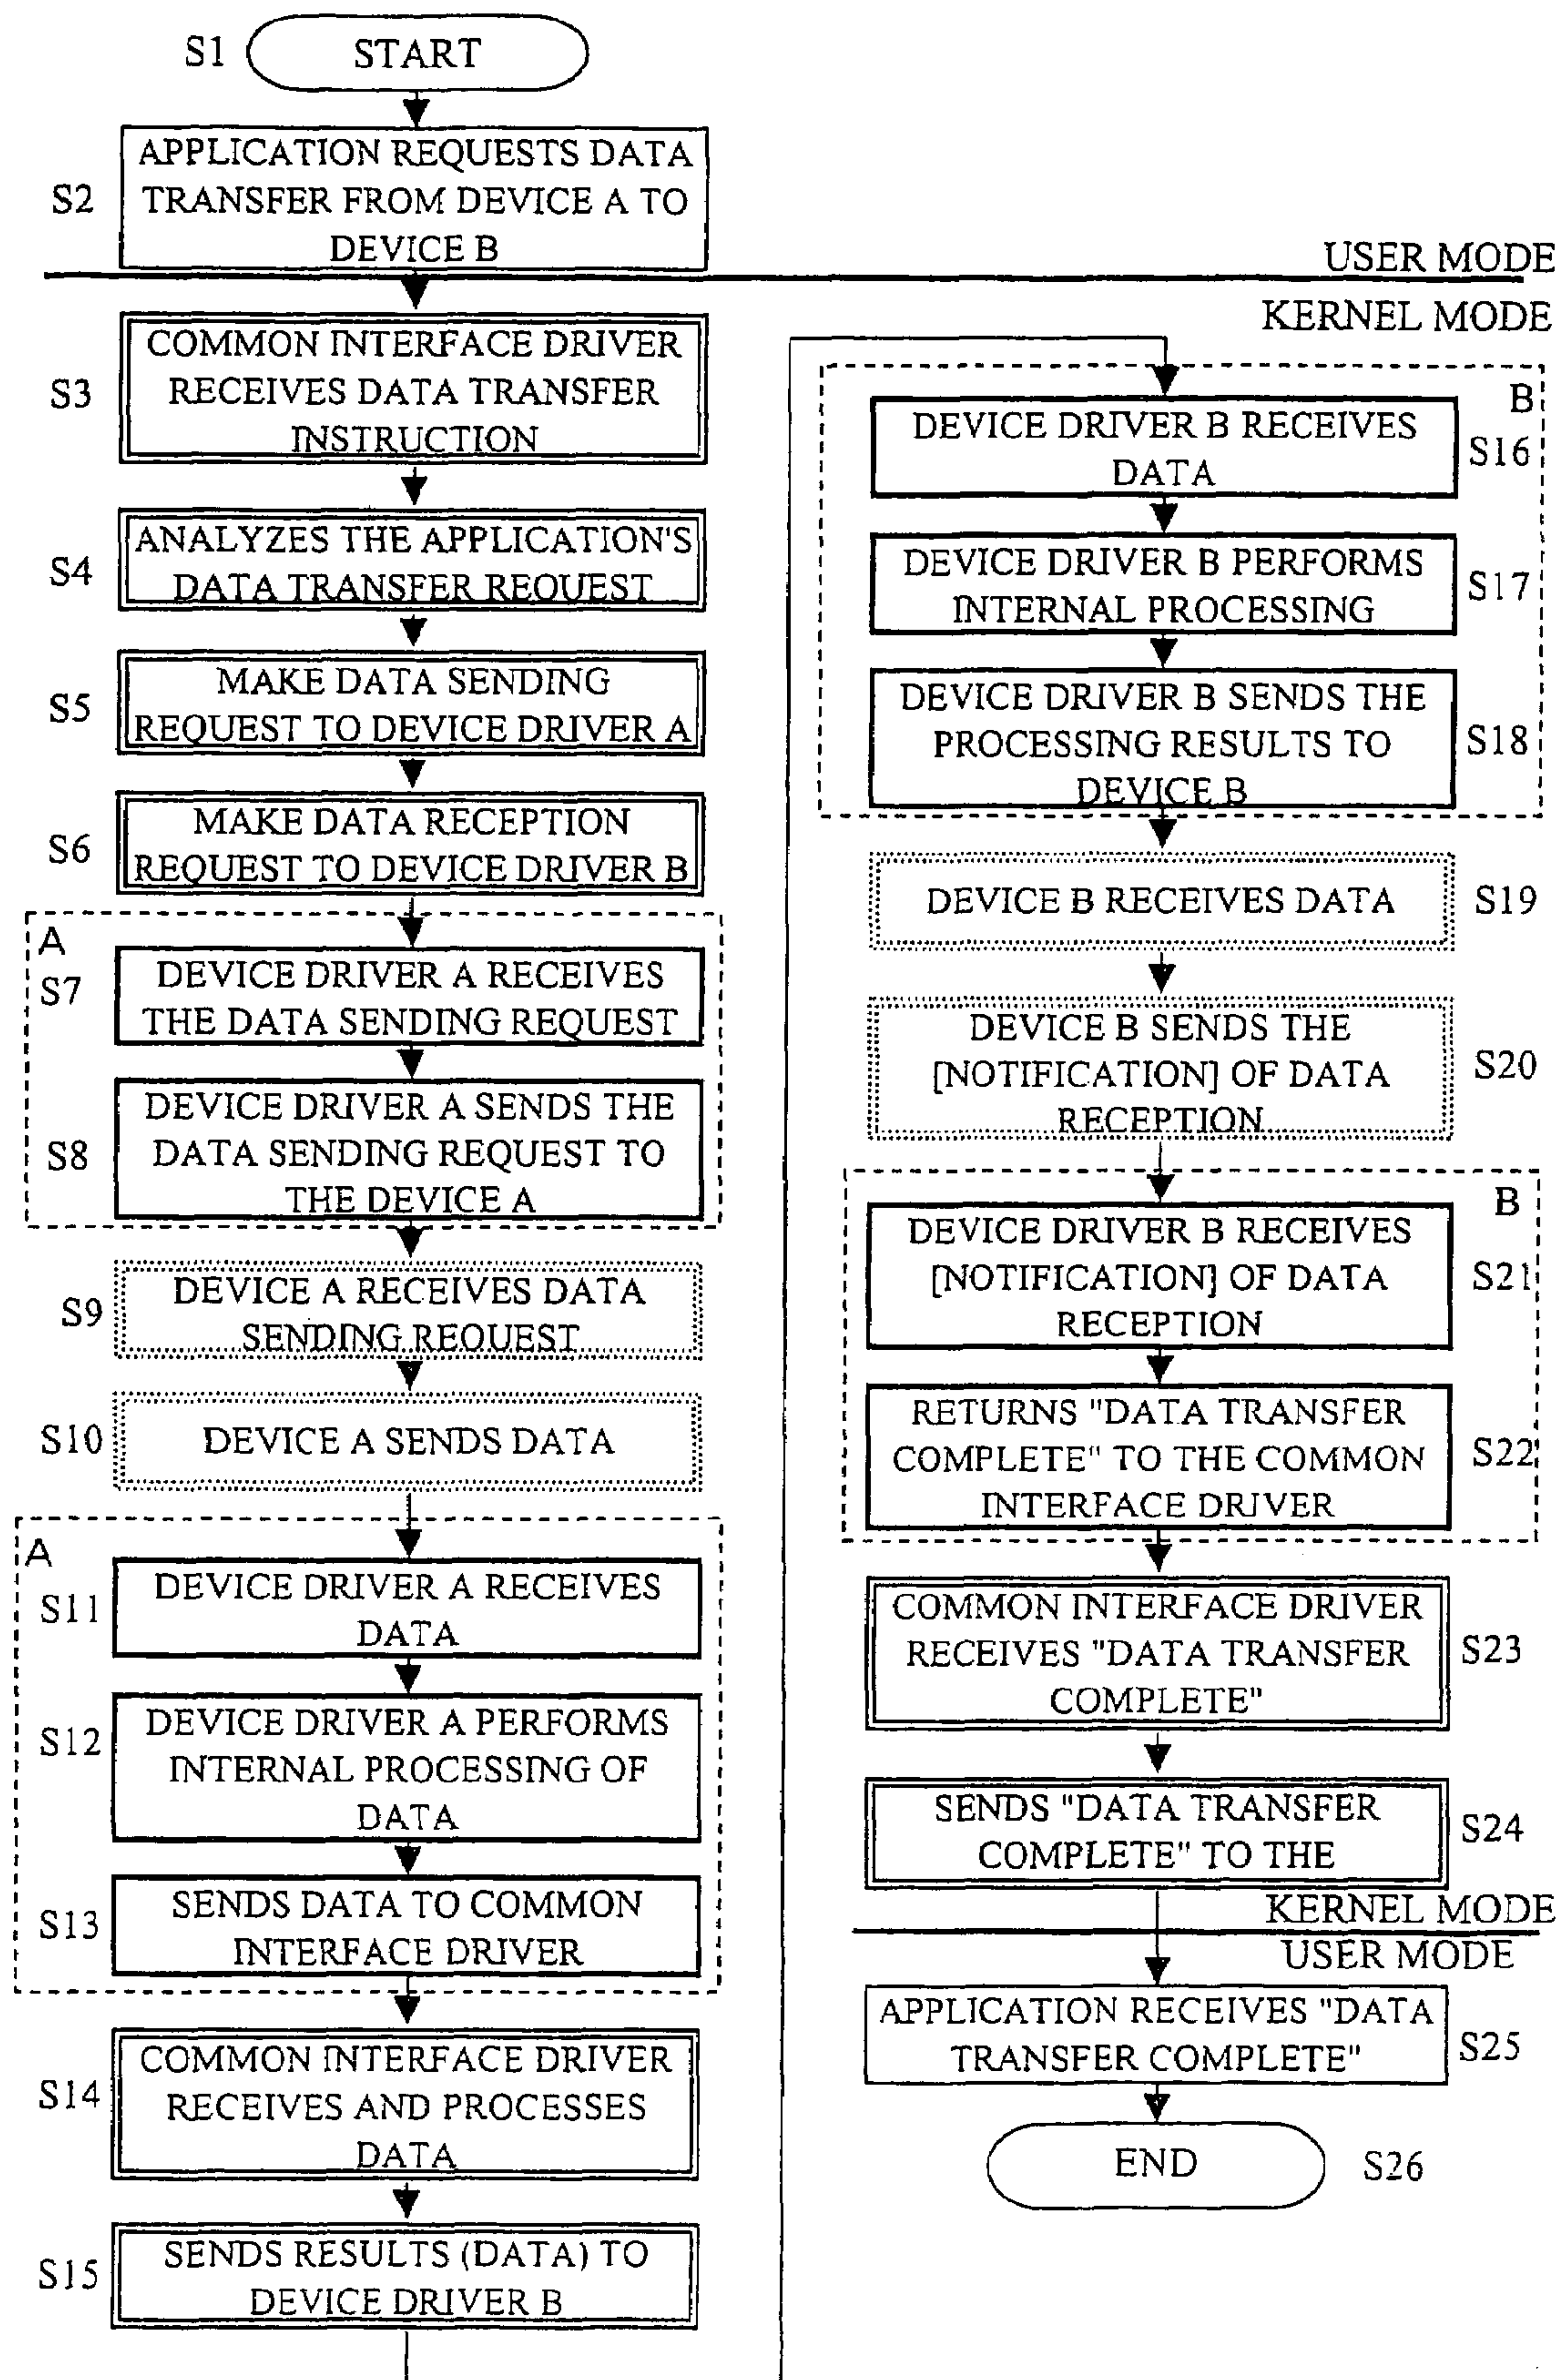 S1 START
S2
APPLICATION REQUESTS DATA
TRANSFER FROM DEVICE A TO
DEVICE B
USER MODE
KERNEL MODE
S3
COMMON INTERFACE DRIVER
RECEIVES DATA TRANSFER
INSTRUCTION
S4
ANALYZES THE APPLICATION'S
DATA TRANSFER REQUEST
S5
MAKE DATA SENDING
REQUEST TO DEVICE DRIVER A
S6
MAKE DATA RECEPTION
REQUEST TO DEVICE DRIVER B
A
S7
DEVICE DRIVER A RECEIVES
THE DATA SENDING REQUEST
S8
DEVICE DRIVER A SENDS THE
DATA SENDING REQUEST TO
THE DEVICE A
S9
DEVICE A RECEIVES DATA
SENDING REQUEST
S10
DEVICE A SENDS DATA
A
S11
DEVICE DRIVER A RECEIVES
DATA
S12
DEVICE DRIVER A PERFORMS
INTERNAL PROCESSING OF
DATA
S13
SENDS DATA TO COMMON
INTERFACE DRIVER
S14
COMMON INTERFACE DRIVER
RECEIVES AND PROCESSES
DATA
S15
SENDS RESULTS (DATA) TO
DEVICE DRIVER B
B
DEVICE DRIVER B RECEIVES
DATA
S16
DEVICE DRIVER B PERFORMS
INTERNAL PROCESSING
S17
DEVICE DRIVER B SENDS THE
PROCESSING RESULTS TO
DEVICE B
S18
DEVICE B RECEIVES DATA
S19
DEVICE B SENDS THE
[NOTIFICATION] OF DATA
RECEPTION
S20
B
DEVICE DRIVER B RECEIVES
[NOTIFICATION] OF DATA
RECEPTION
S21
RETURNS "DATA TRANSFER
COMPLETE" TO THE COMMON
INTERFACE DRIVER
S22
COMMON INTERFACE DRIVER
RECEIVES "DATA TRANSFER
COMPLETE"
S23
SENDS "DATA TRANSFER
COMPLETE" TO THE
S24
KERNEL MODE
USER MODE
APPLICATION RECEIVES "DATA
TRANSFER COMPLETE"
S25
END
S26